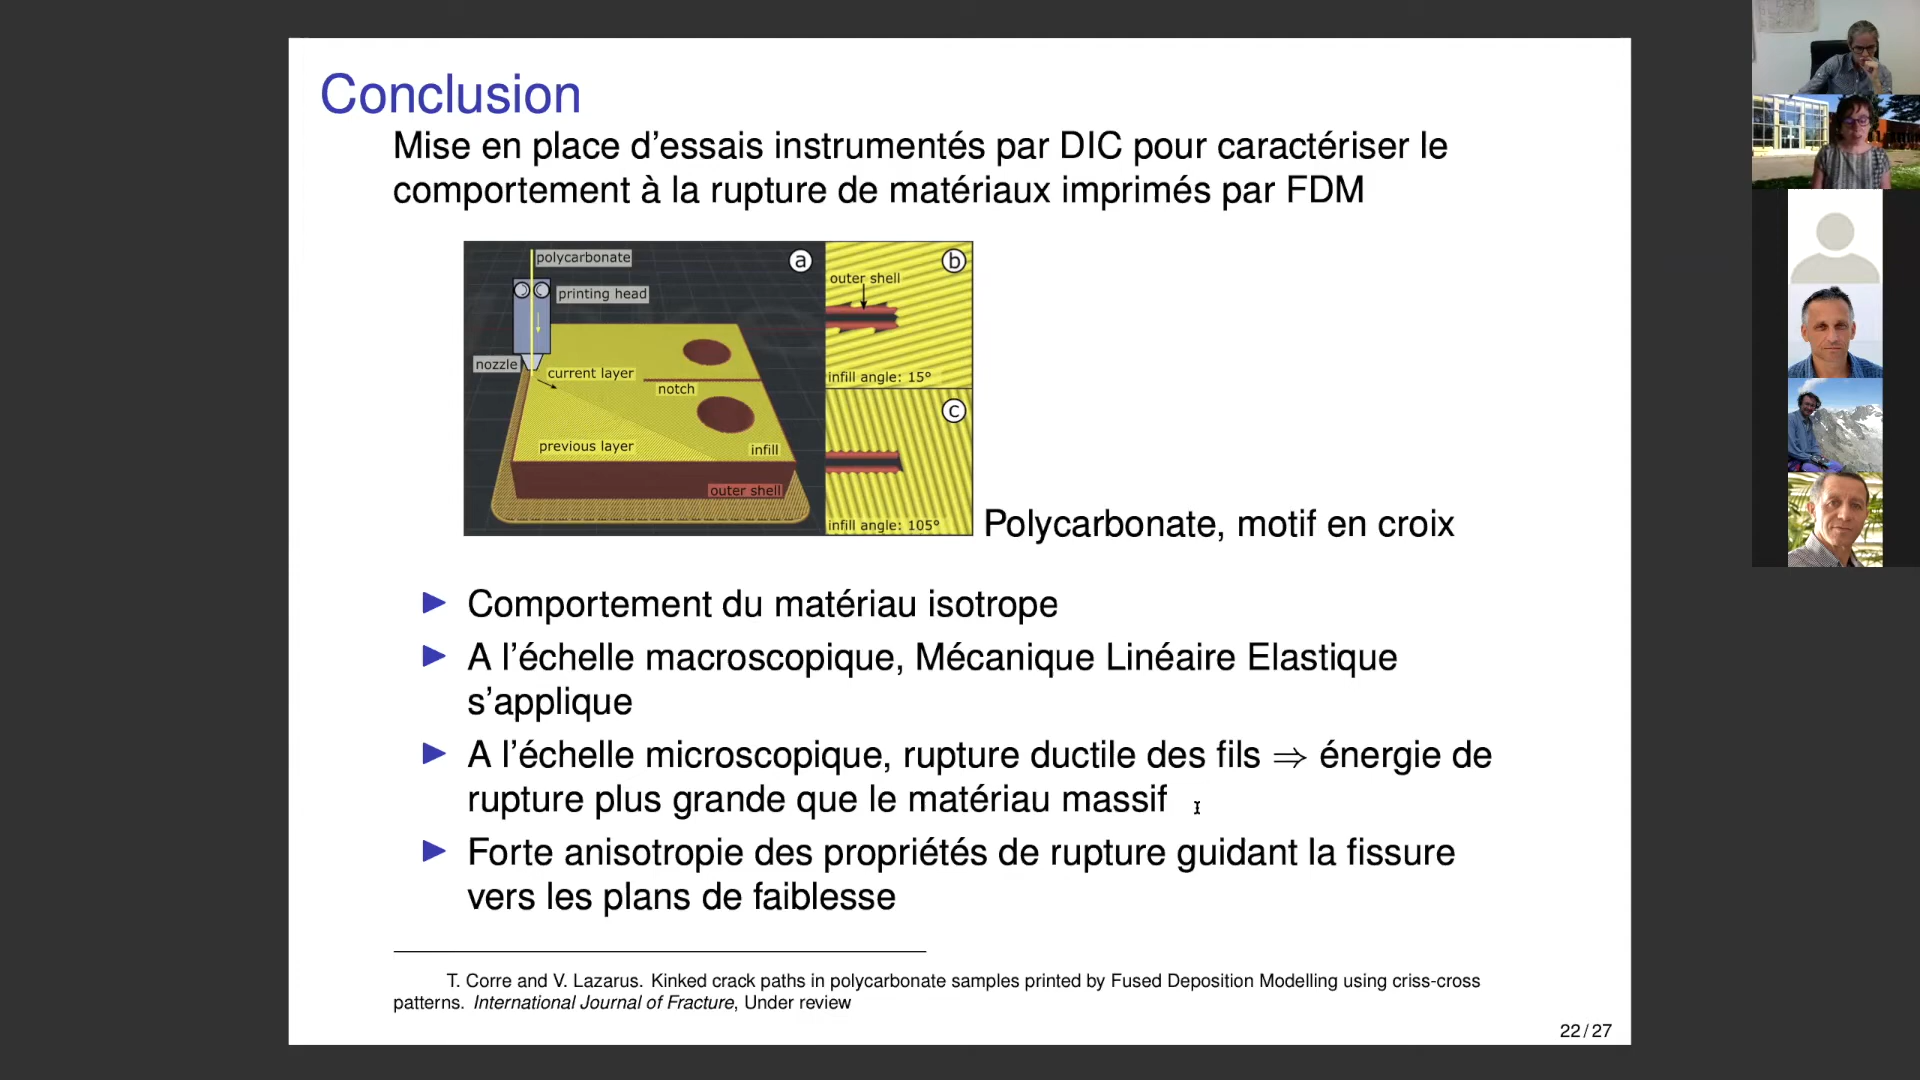 Conclusion
Mise en place d'essais instrumentés par DIC pour caractériser le
comportement à la rupture de matériaux imprimés par FDM
polycarbonate
a
printing head
nozzle
current layer
notch
previous layer
infill
outer shell
b
outer shell
infill angle: 15°
c
infill angle: 105°
Polycarbonate, motif en croix
▶ Comportement du matériau isotrope
▶ A l'échelle macroscopique, Mécanique Linéaire Elastique
s'applique
▶ A l'échelle microscopique, rupture ductile des fils ⇒ énergie de
rupture plus grande que le matériau massif
▶ Forte anisotropie des propriétés de rupture guidant la fissure
vers les plans de faiblesse
T. Corre and V. Lazarus. Kinked crack paths in polycarbonate samples printed by Fused Deposition Modelling using criss-cross
patterns. International Journal of Fracture, Under review
22/27